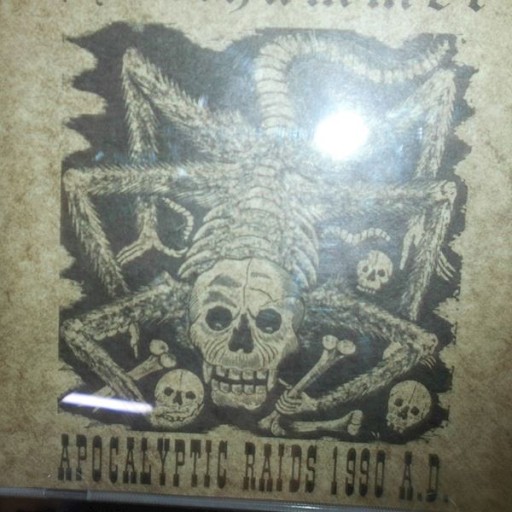 APOCALYPTIC RAIDS 1990 A.D.